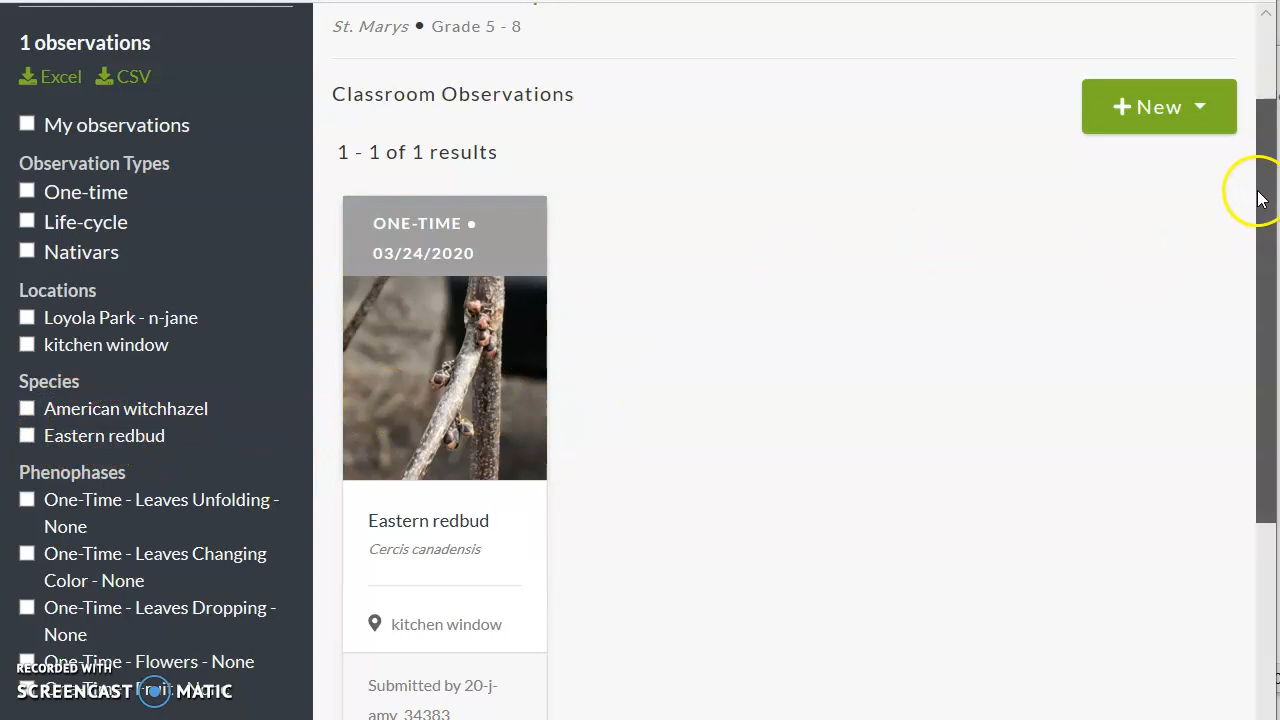 1 observations
Excel CSV
My observations
Observation Types
One-time
Life-cycle
Nativars
Locations
Loyola Park - n-jane
kitchen window
Species
American witchhazel
Eastern redbud
Phenophases
One-Time - Leaves Unfolding -
None
One-Time - Leaves Changing
Color - None
One-Time - Leaves Dropping -
None
One-Time - Flowers - None
RECORDED WITH
SCREENCAST MATIC
St. Marys • Grade 5 - 8
Classroom Observations
New
1 - 1 of 1 results
ONE-TIME •
03/24/2020
Eastern redbud
Cercis canadensis
kitchen window
Submitted by 20-j-
amy_34383